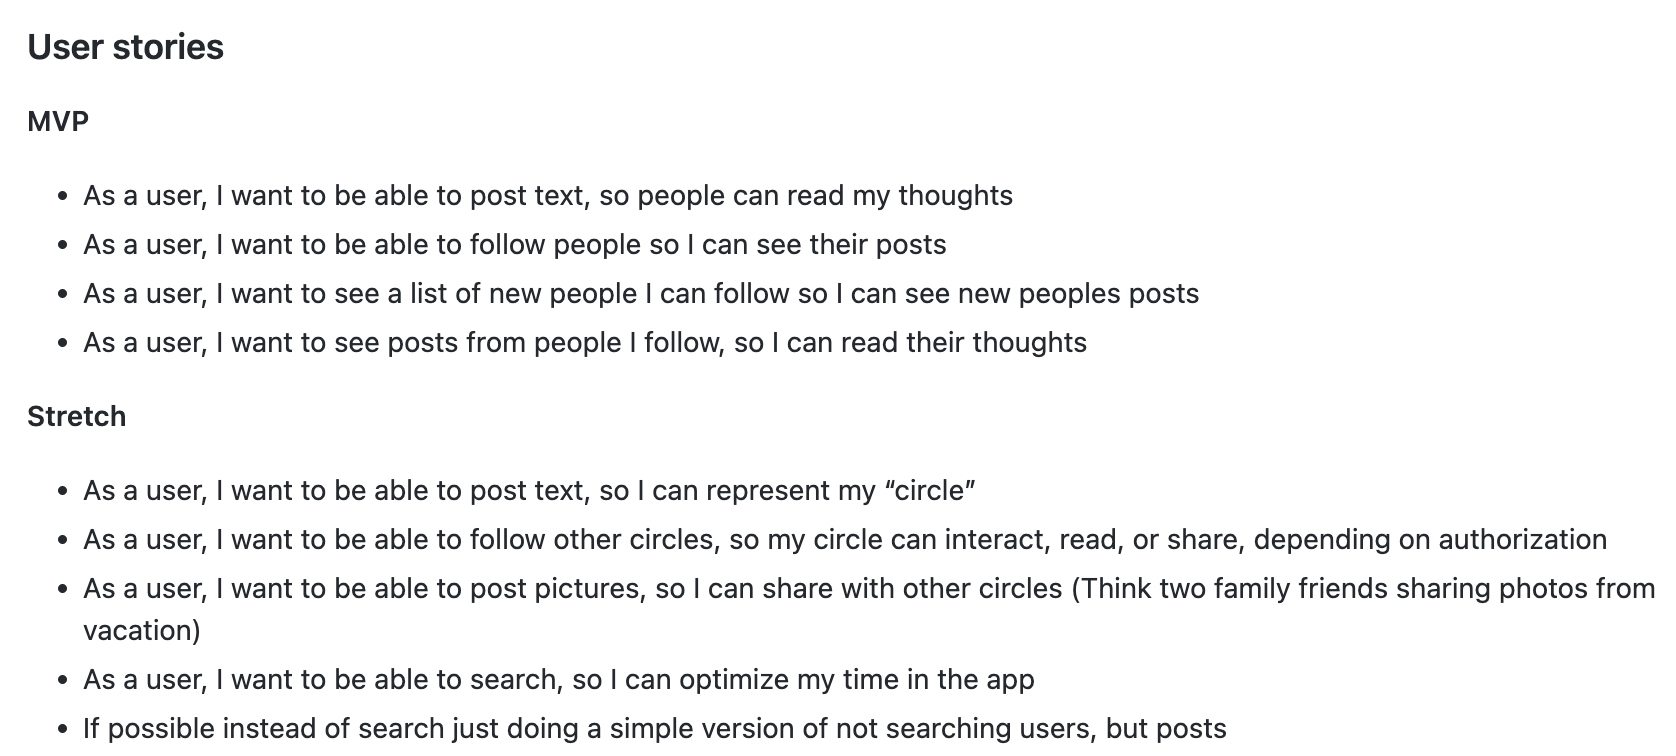 User stories
MVP
• As a user, I want to be able to post text, so people can read my thoughts
• As a user, I want to be able to follow people so I can see their posts
• As a user, I want to see a list of new people I can follow so I can see new peoples posts
• As a user, I want to see posts from people I follow, so I can read their thoughts
Stretch
• As a user, I want to be able to post text, so I can represent my “circle”
• As a user, I want to be able to follow other circles, so my circle can interact, read, or share, depending on authorization
• As a user, I want to be able to post pictures, so I can share with other circles (Think two family friends sharing photos from
vacation)
• As a user, I want to be able to search, so I can optimize my time in the app
• If possible instead of search just doing a simple version of not searching users, but posts